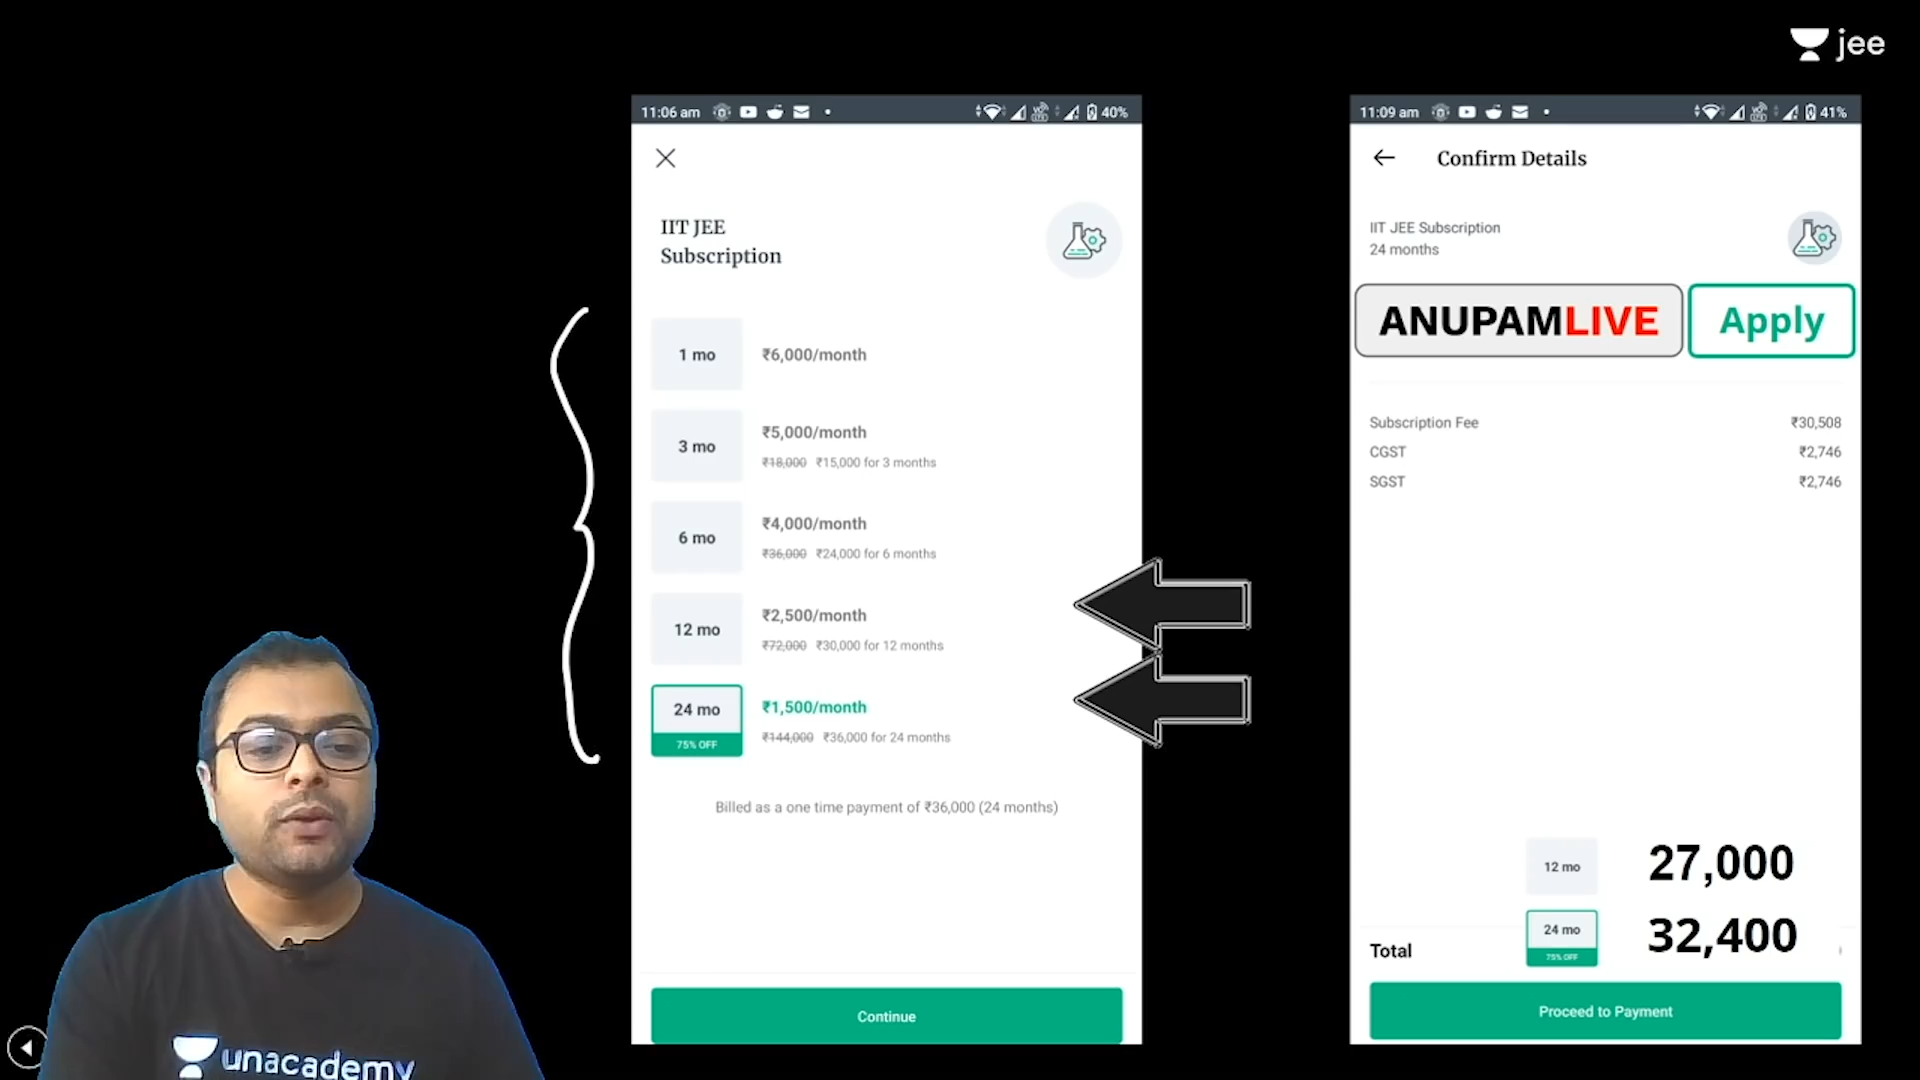 jee
11:06 am
40%
IIT JEE
Subscription
1 mo
₹6,000/month
3 mo
₹5,000/month
₹18,000 ₹15,000 for 3 months
6 mo
₹4,000/month
₹36,000 ₹24,000 for 6 months
12 mo
₹2,500/month
₹72,000 ₹30,000 for 12 months
24 mo
75% OFF
₹1,500/month
₹144,000 ₹36,000 for 24 months
Billed as a one time payment of ₹36,000 (24 months)
Continue
11:09 am
41%
Confirm Details
IIT JEE Subscription
24 months
ANUPAMLIVE
Apply
Subscription Fee ₹30,508
CGST ₹2,746
SGST ₹2,746
12 mo 27,000
24 mo 32,400
75% OFF
Total
Proceed to Payment
unacademy